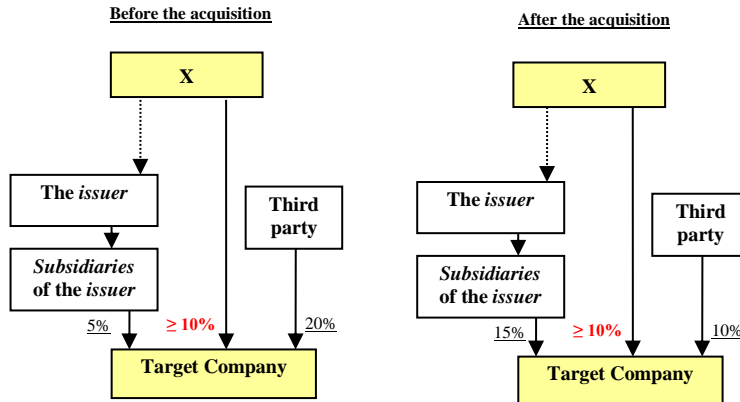 Before the acquisition
X
The issuer
Third
party
Subsidiaries
of the issuer
5%
≥ 10%
20%
Target Company
After the acquisition
X
The issuer
Third
party
Subsidiaries
of the issuer
15%
≥ 10%
10%
Target Company